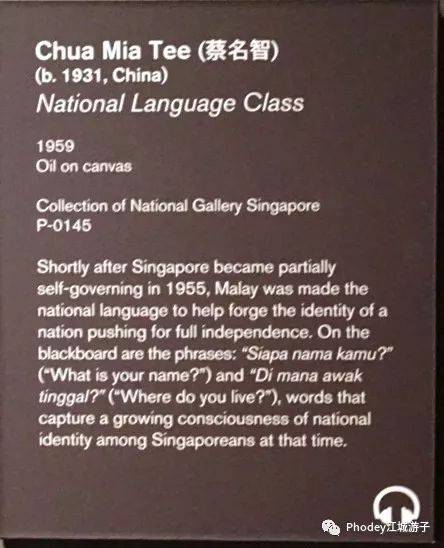 Chua Mia Tee (蔡名智)
(b. 1931, China)
National Language Class
1959
Oil on canvas
Collection of National Gallery Singapore
P-0145
Shortly after Singapore became partially
self-governing in 1955, Malay was made the
national language to help forge the identity of a
nation pushing for full independence. On the
blackboard are the phrases: “Siapa nama kamu?”
(“What is your name?”) and “Di mana awak
tinggal?” (“Where do you live?”), words that
capture a growing consciousness of national
identity among Singaporeans at that time.
Phodey江城游子